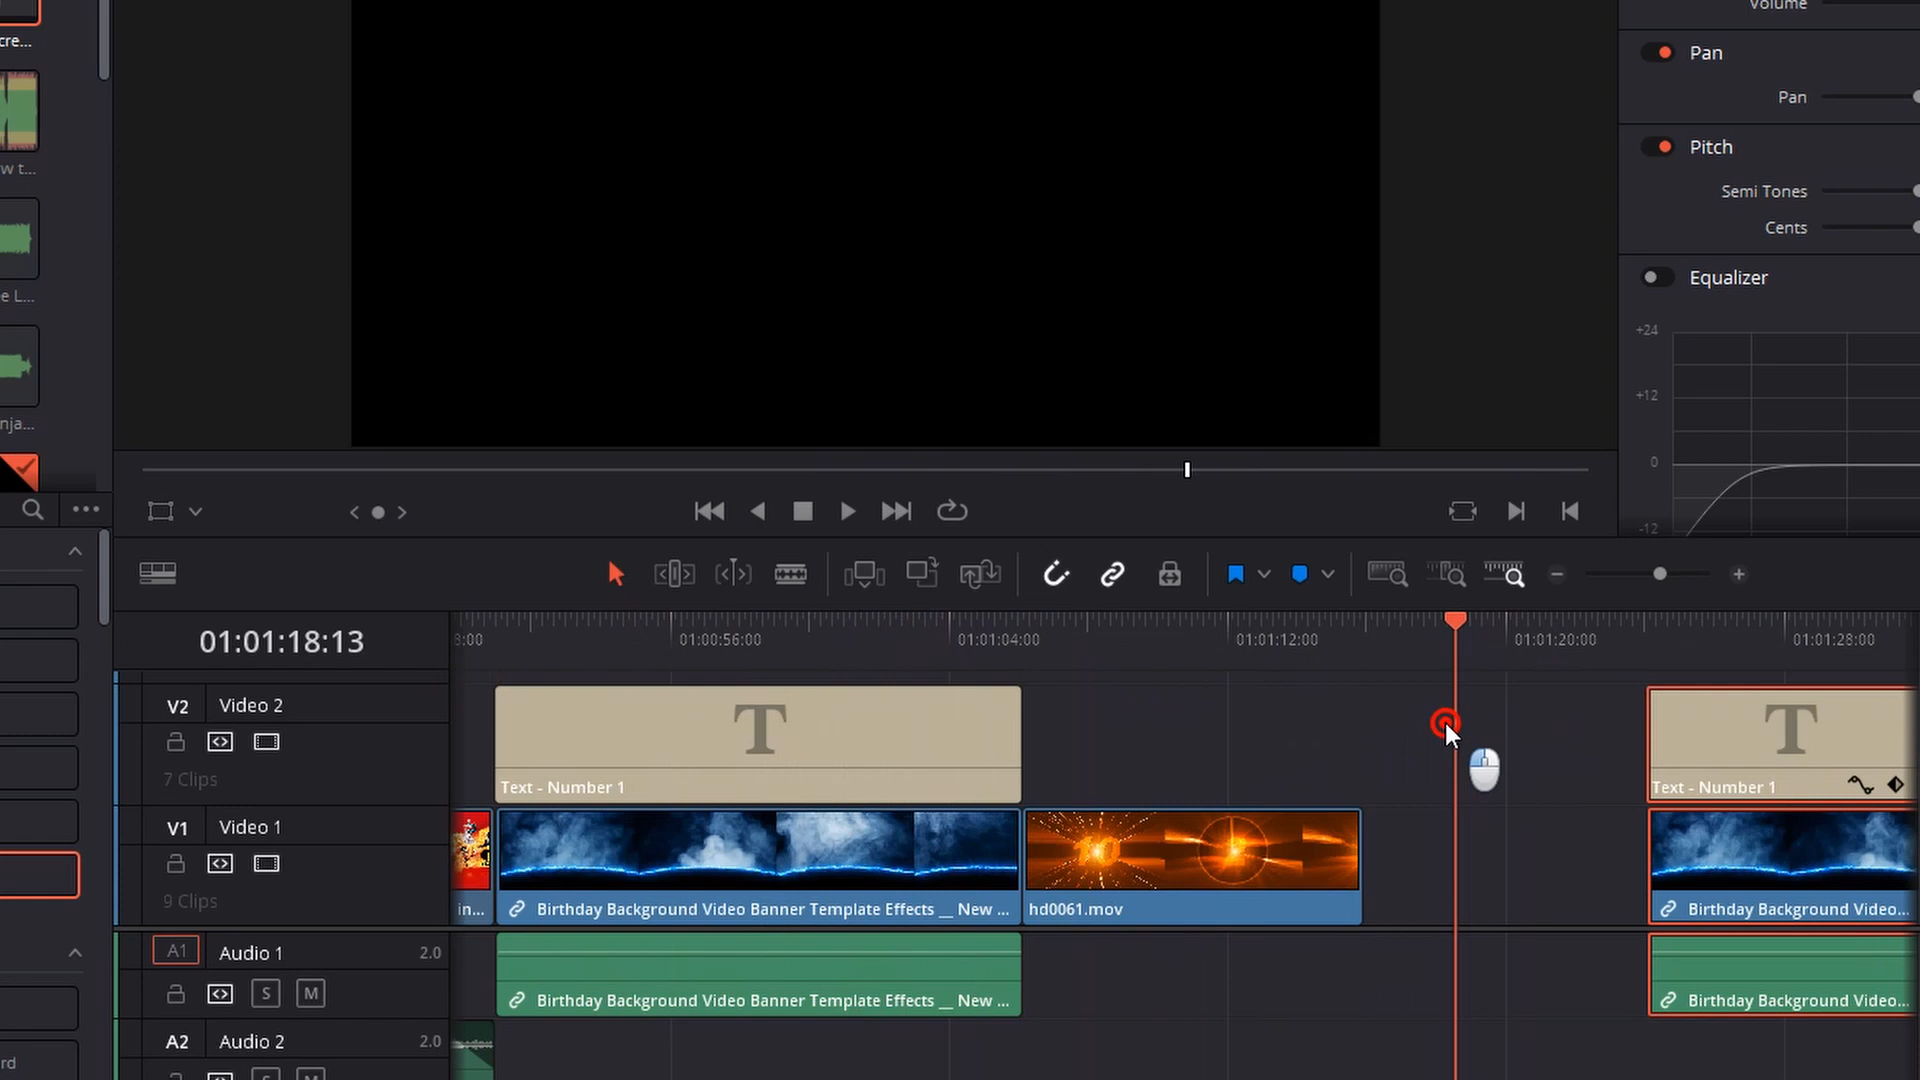 Volume
cre...
Pan
Pan
Pitch
w t...
Semi Tones
Cents
Equalizer
e L...
+24
+12
nja...
0
-12
01:01:18:13
8:00
01:00:56:00
01:01:04:00
01:01:12:00
01:01:20:00
01:01:28:00
V2
Video 2
7 Clips
T
Text - Number 1
T
Text - Number 1
V1
Video 1
9 Clips
in...
Birthday Background Video Banner Template Effects __ New ...
hd0061.mov
Birthday Background Video...
A1
Audio 1
2.0
S
M
Birthday Background Video Banner Template Effects __ New ...
Birthday Background Video...
A2
Audio 2
2.0
rd
S
M